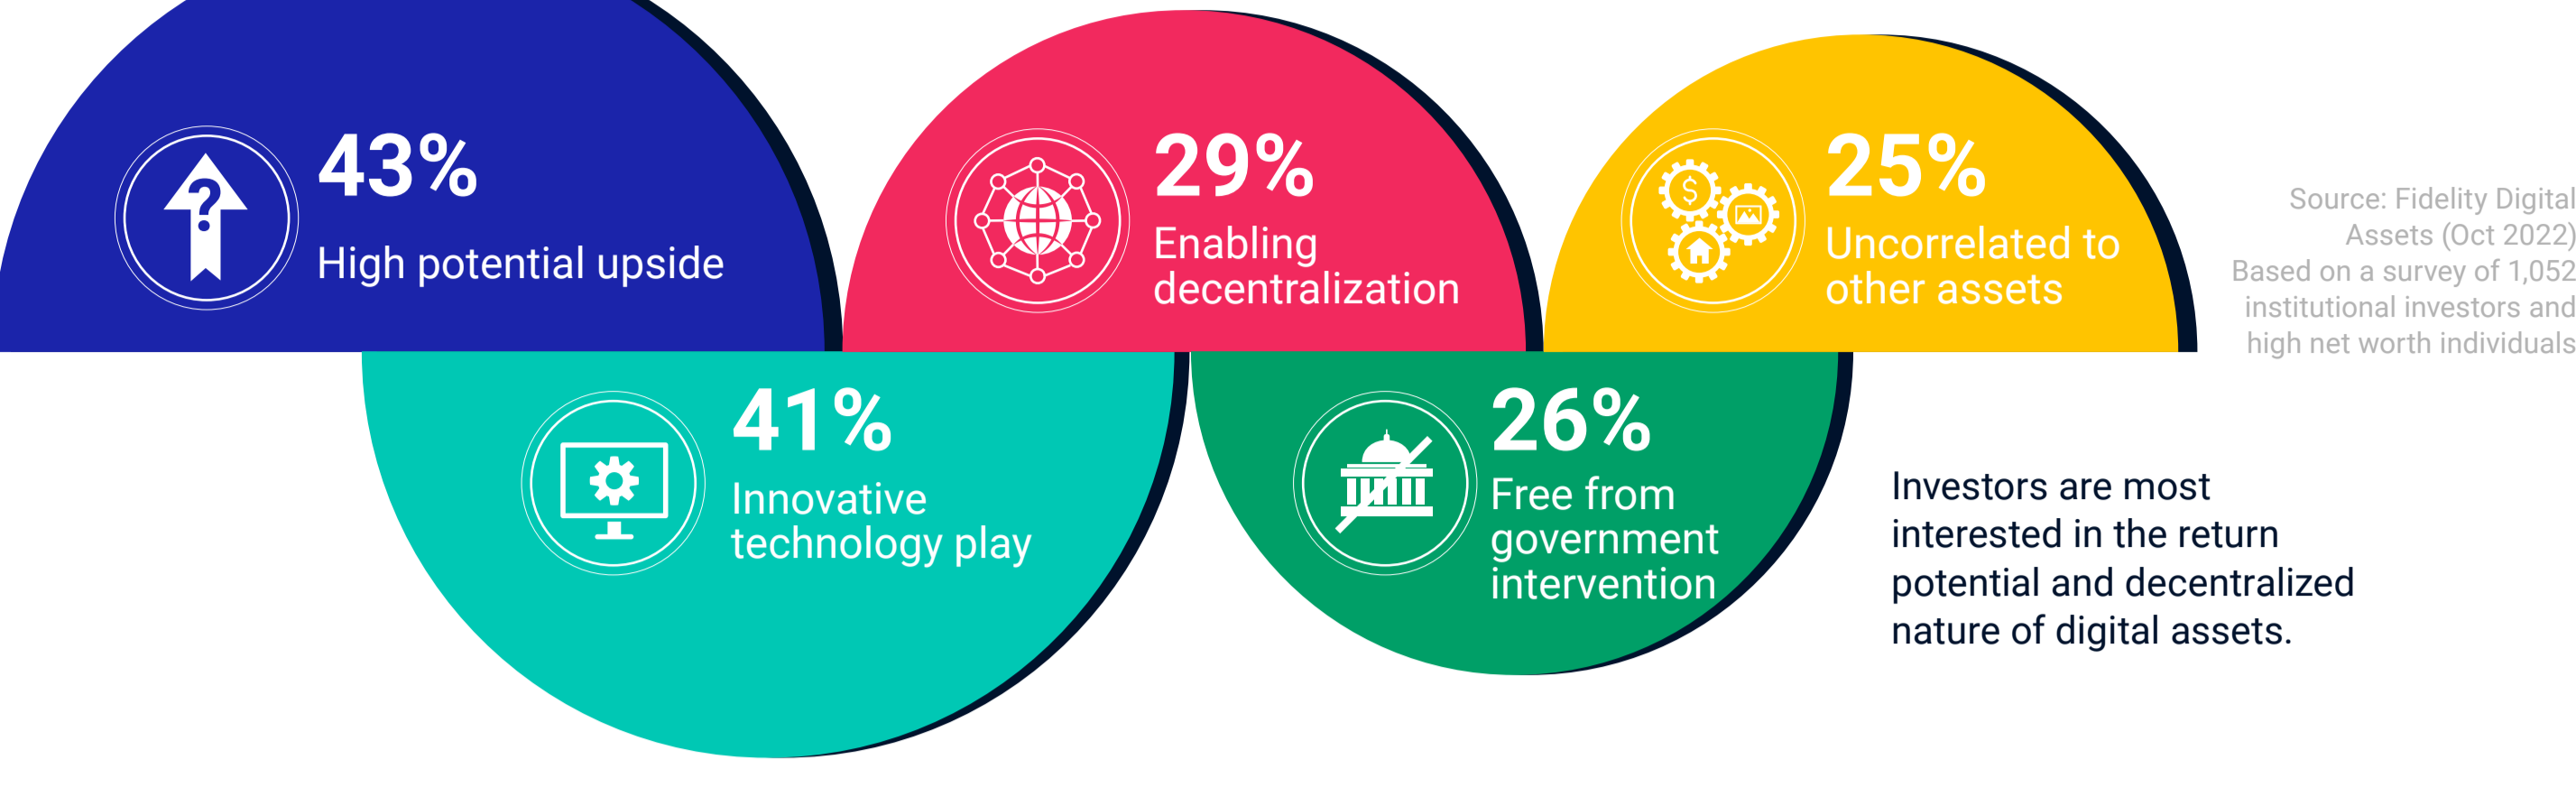 43%
High potential upside
29%
Enabling
decentralization
25%
Uncorrelated to
other assets
Source: Fidelity Digital
Assets (Oct 2022)
Based on a survey of 1,052
institutional investors and
high net worth individuals
41%
Innovative
technology play
26%
Free from
government
intervention
Investors are most
interested in the return
potential and decentralized
nature of digital assets.